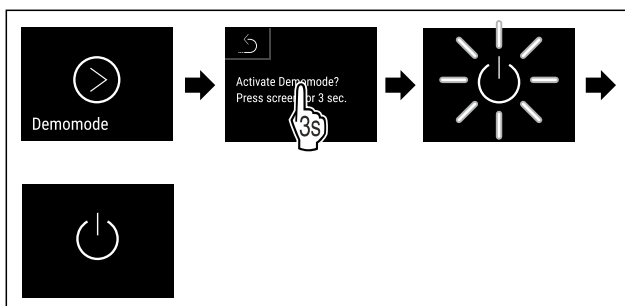 Demomode
Activate Demomode?
Press screen for 3 sec.
3s